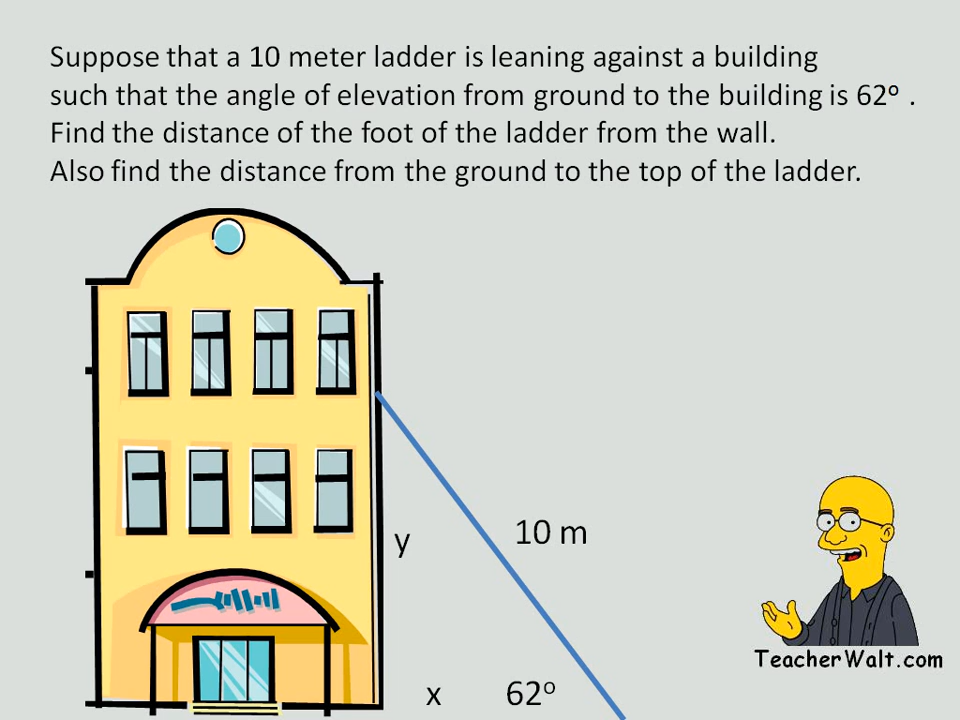 Suppose that a 10 meter ladder is leaning against a building
such that the angle of elevation from ground to the building is 62º .
Find the distance of the foot of the ladder from the wall.
Also find the distance from the ground to the top of the ladder.
y
10 m
TeacherWalt.com
x
62º